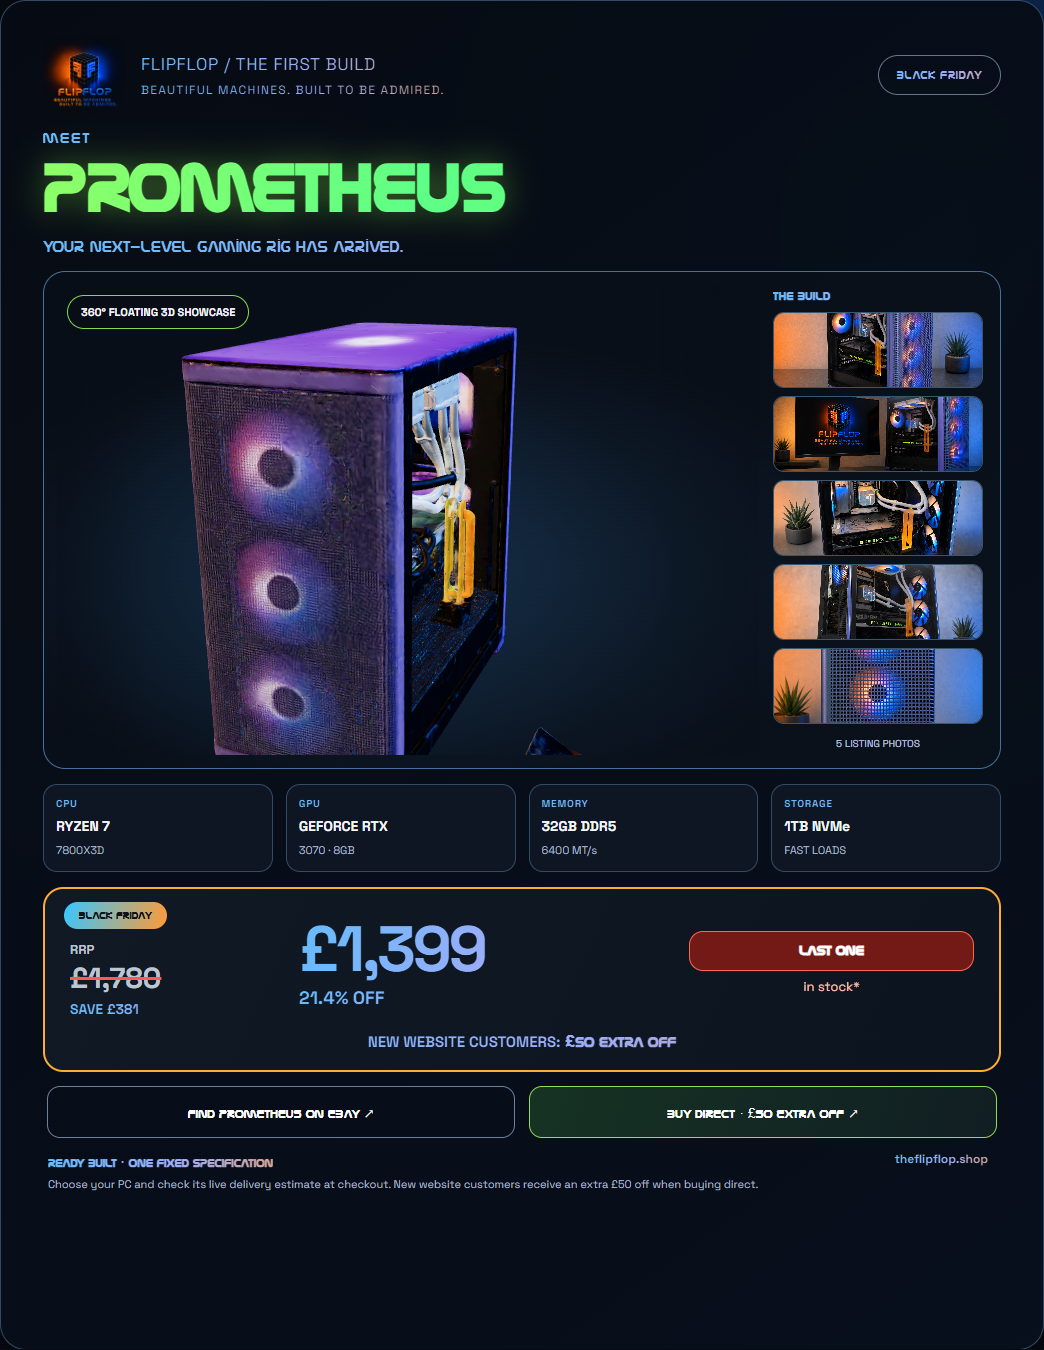 FLIPFLOP
FLIPFLOP / THE FIRST BUILD
BEAUTIFUL MACHINES. BUILT TO BE ADMIRED.
BLACK FRIDAY
MEET
PROMETHEUS
YOUR NEXT-LEVEL GAMING RIG HAS ARRIVED.
360° FLOATING 3D SHOWCASE
THE BUILD
FLIPFLOP
5 LISTING PHOTOS
CPU
RYZEN 7
7800X3D
GPU
GEFORCE RTX
3070 · 8GB
MEMORY
32GB DDR5
6400 MT/s
STORAGE
1TB NVMe
FAST LOADS
BLACK FRIDAY
RRP
£1,780
SAVE £381
£1,399
21.4% OFF
LAST ONE
in stock*
NEW WEBSITE CUSTOMERS: £50 EXTRA OFF
FIND PROMETHEUS ON EBAY ↗
BUY DIRECT · £50 EXTRA OFF ↗
READY BUILT · ONE FIXED SPECIFICATION
theflipflop.shop
Choose your PC and check its live delivery estimate at checkout. New website customers receive an extra £50 off when buying direct.